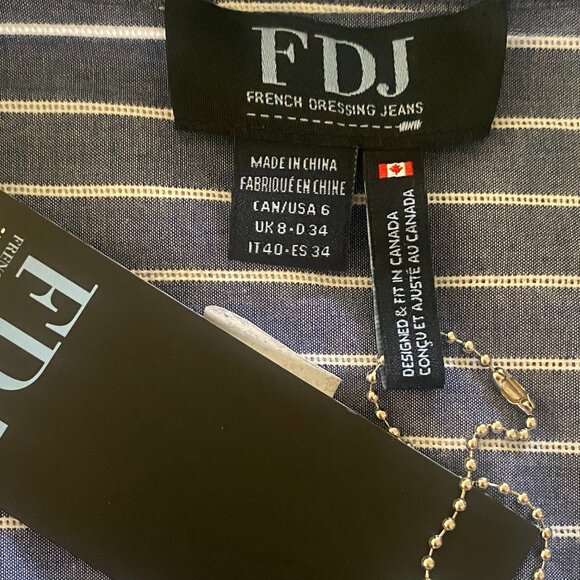 FDJ
FRENCH DRESSING JEANS
MADE IN CHINA
FABRIQUÉ EN CHINE
CAN/USA 6
UK 8 - D 34
IT 40 - ES 34
DESIGNED & FIT IN CANADA
CONÇU ET AJUSTÉ AU CANADA
FDJ